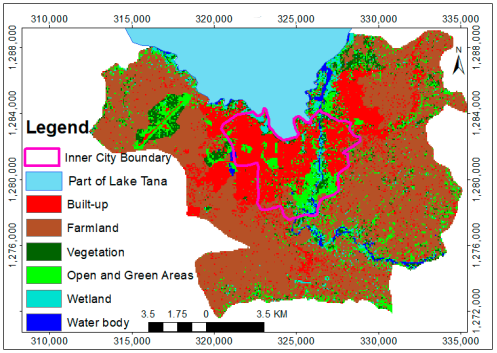 310,000 315,000 320,000 325,000 330,000 335,000
1,288,000
1,288,000
N
1,284,000
1,284,000
Legend
Inner City Boundary
1,280,000
1,280,000
Part of Lake Tana
Built-up
Farmland
1,276,000
1,276,000
Vegetation
Open and Green Areas
Wetland
1,272,000
1,272,000
Water body
3.5 1.75 0 3.5 KM
310,000 315,000 320,000 325,000 330,000 335,000